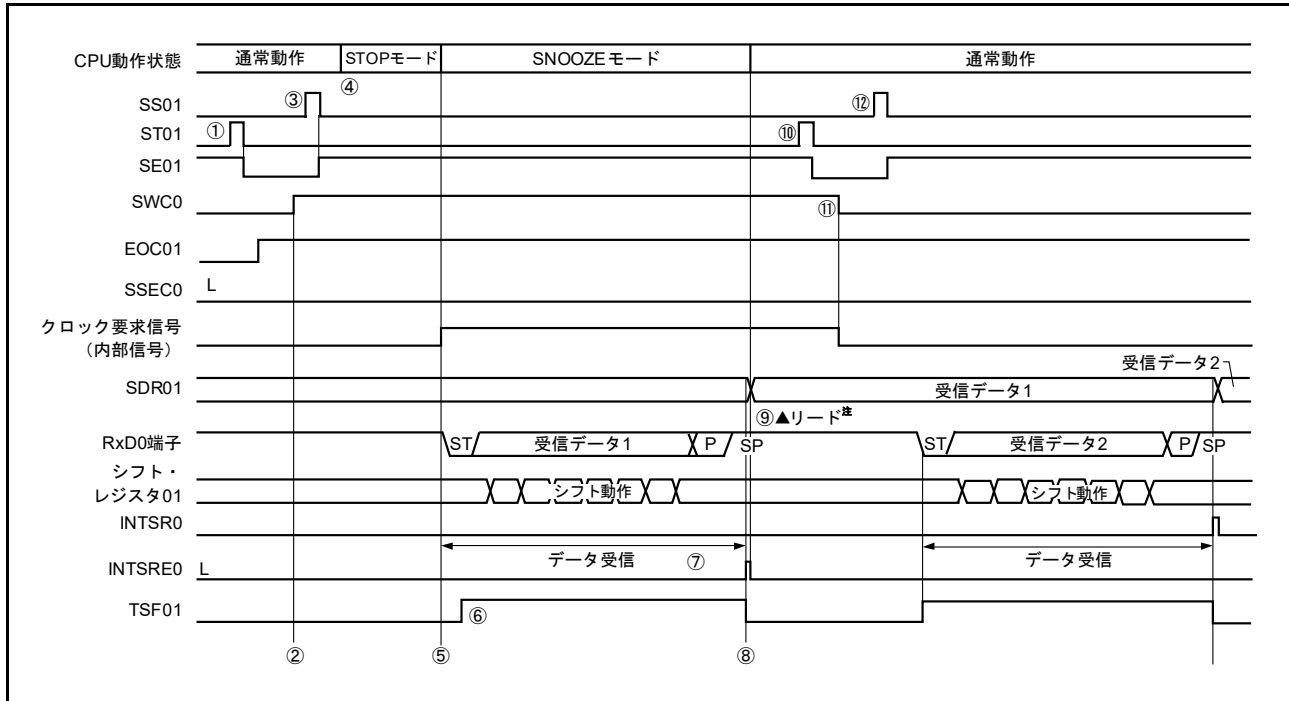 CPU動作状態 通常動作 STOPモード SNOOZEモード 通常動作
④
SS01 ③ ⑫
ST01 ① ⑩
SE01
SWC0 ⑪
EOC01
SSEC0 L
クロック要求信号
（内部信号）
受信データ2
SDR01 受信データ1
⑨▲リード注
RxD0端子 ST 受信データ1 P SP ST 受信データ2 P SP
シフト・
レジスタ01 シフト動作 シフト動作
INTSR0
データ受信 ⑦ データ受信
INTSRE0 L
TSF01 ⑥
② ⑤ ⑧